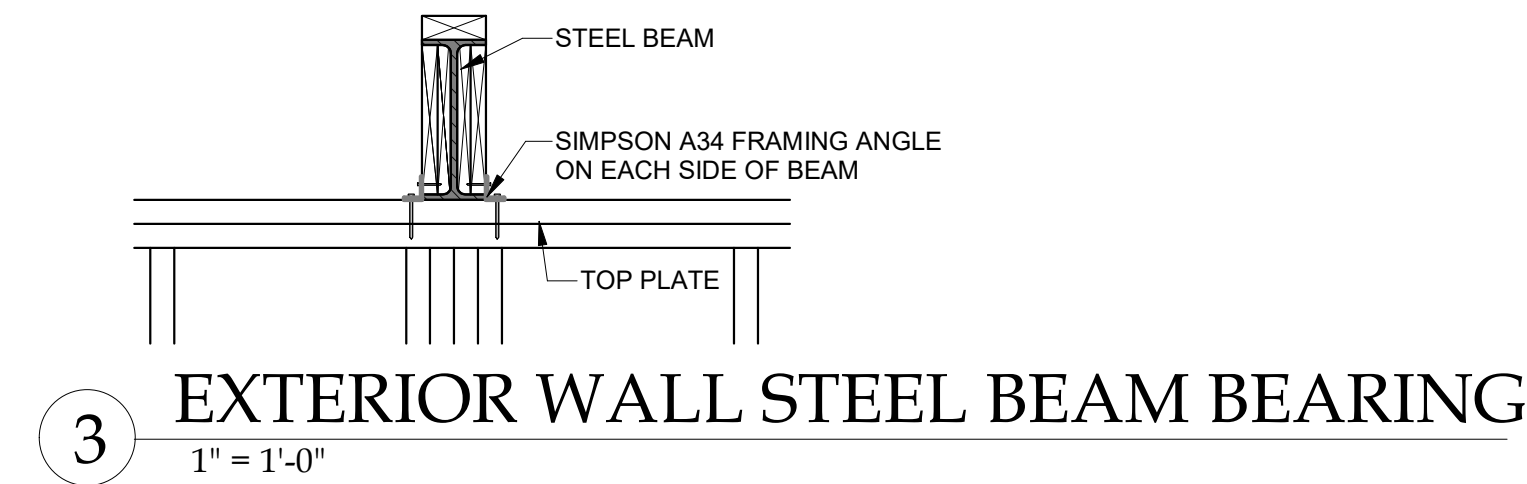 STEEL BEAM
SIMPSON A34 FRAMING ANGLE
ON EACH SIDE OF BEAM
TOP PLATE
3
EXTERIOR WALL STEEL BEAM BEARING
1" = 1'-0"